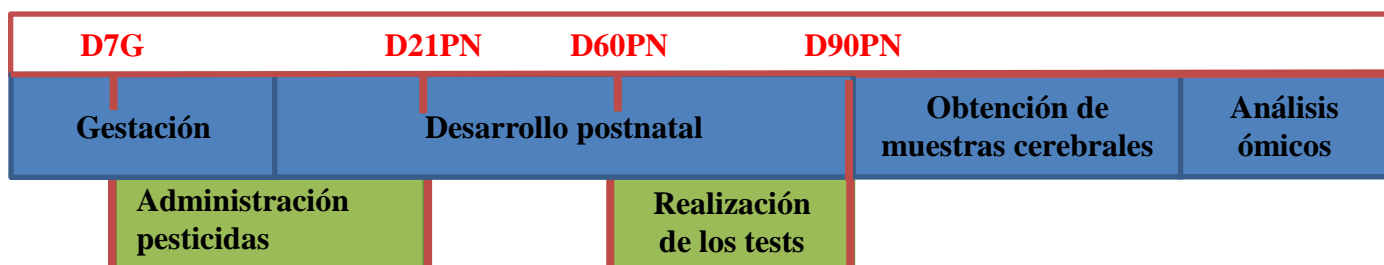 D7G D21PN D60PN D90PN
Gestación
Desarrollo postnatal
Obtención de
muestras cerebrales
Análisis
ómicos
Administración
pesticidas
Realización
de los tests